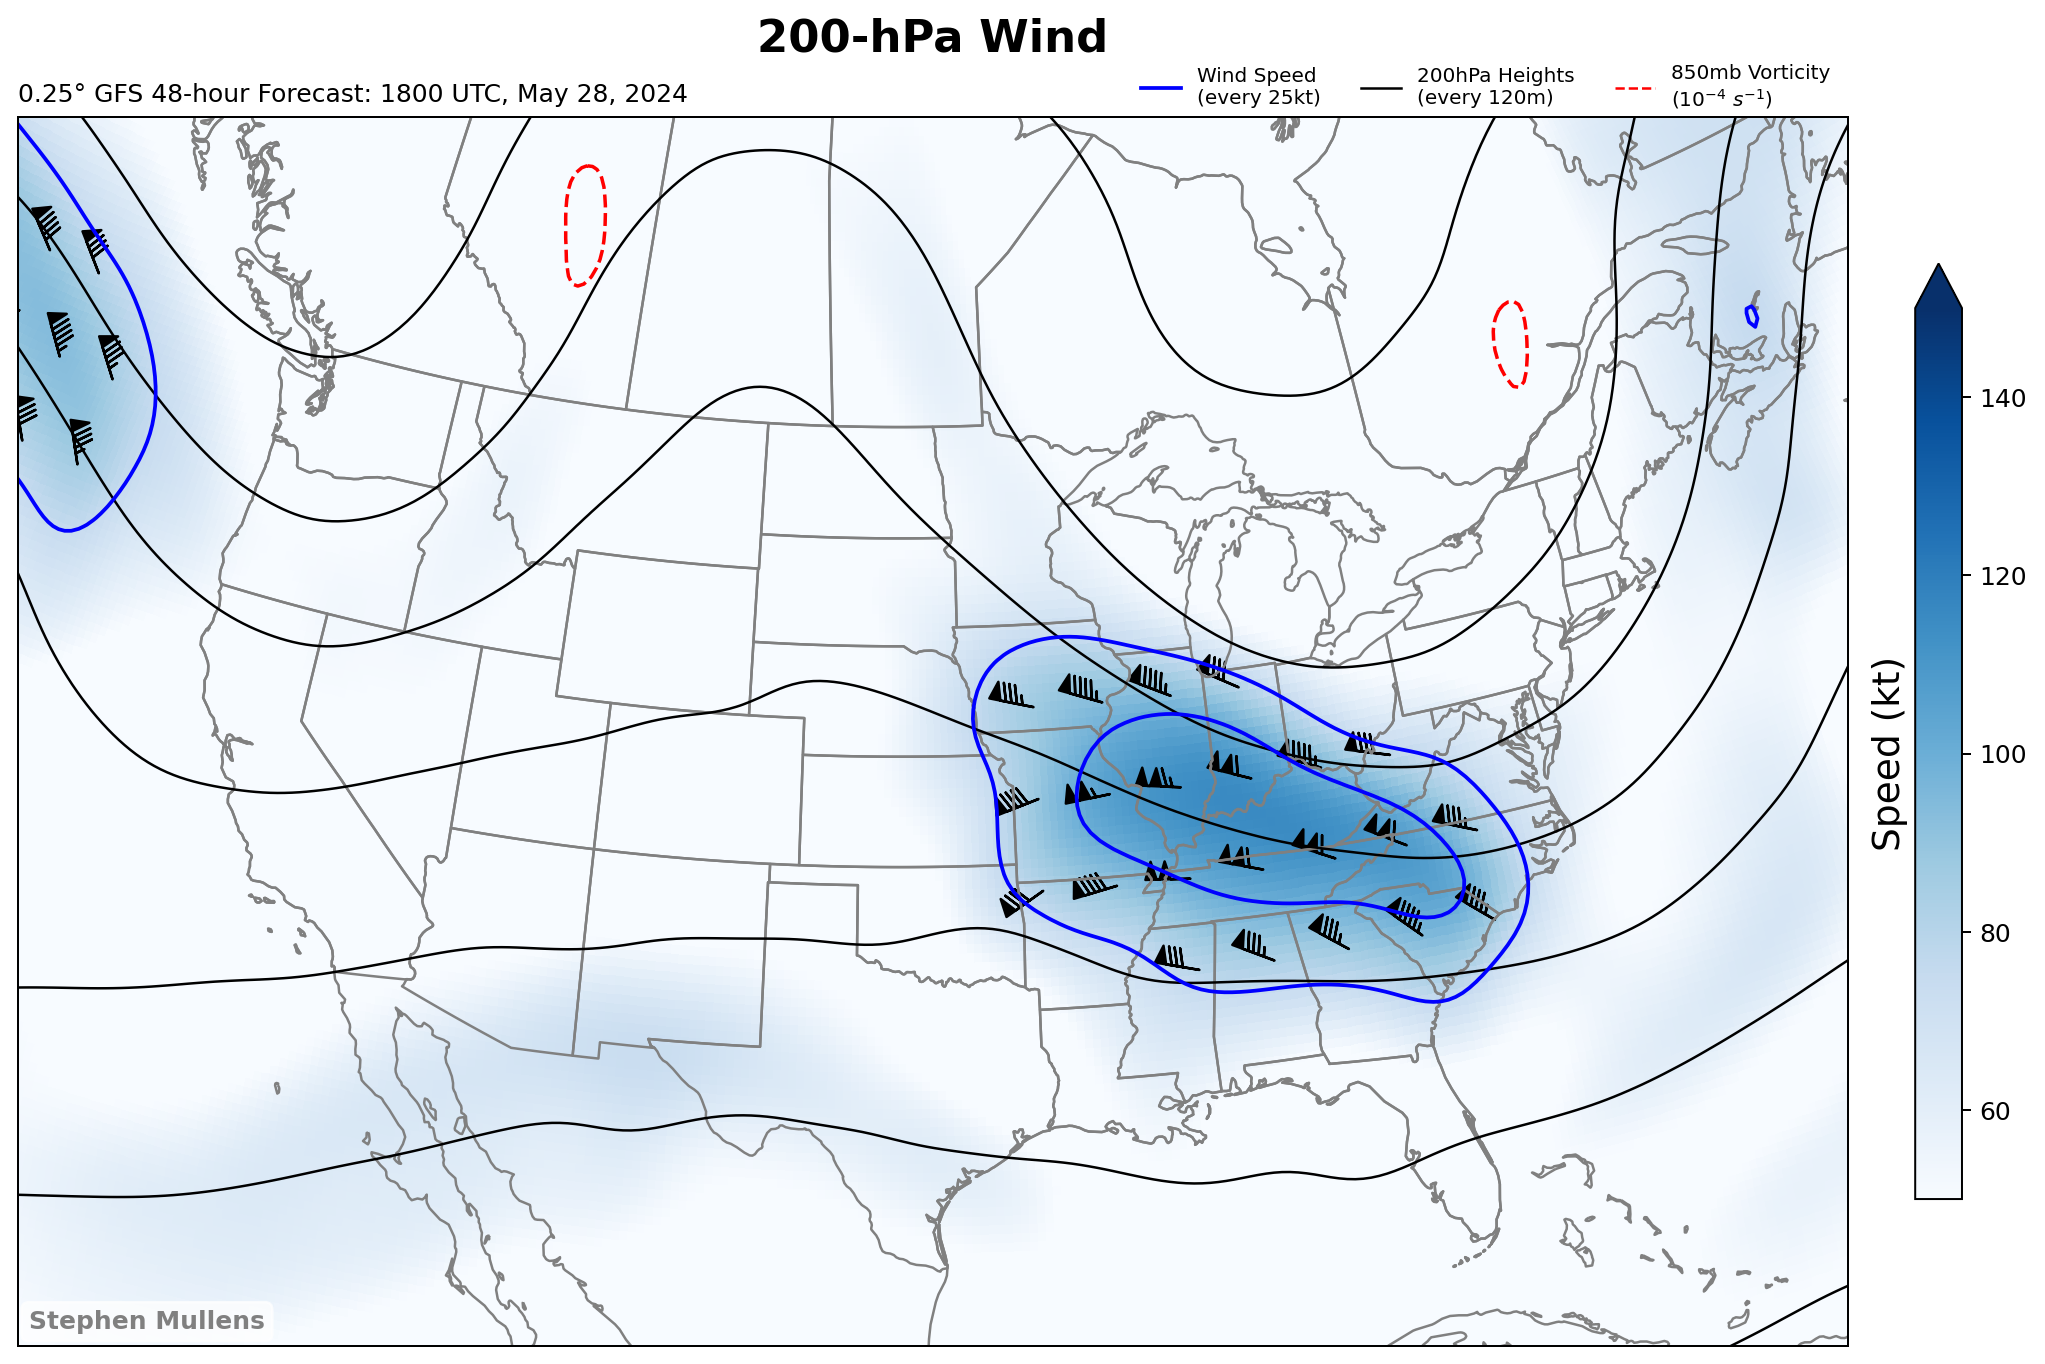 200-hPa Wind
0.25° GFS 48-hour Forecast: 1800 UTC, May 28, 2024
Wind Speed
(every 25kt)
200hPa Heights
(every 120m)
850mb Vorticity
(10⁻⁴ s⁻¹)
140
120
100
80
60
Speed (kt)
Stephen Mullens